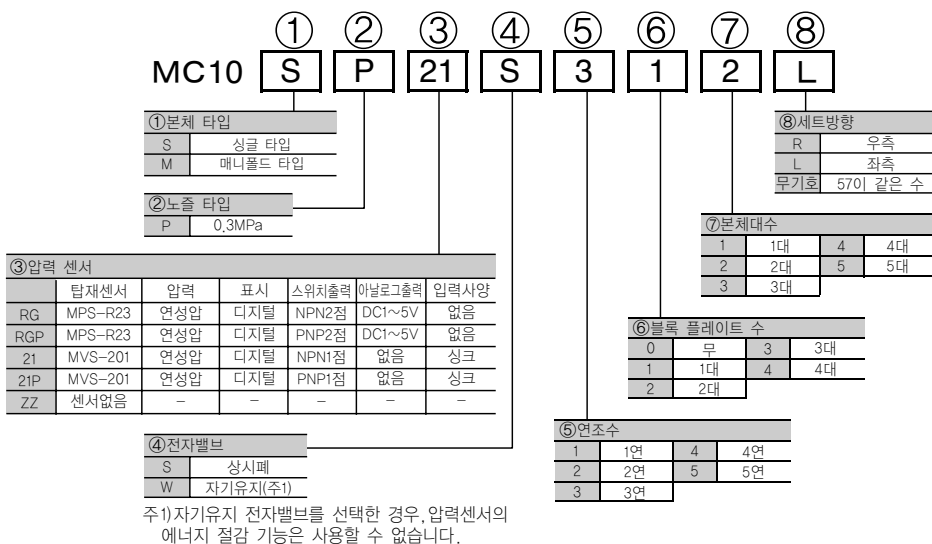 ① ② ③ ④ ⑤ ⑥ ⑦ ⑧
MC10 S P 21 S 3 1 2 L
①본체 타입
S 싱글 타입
M 매니폴드 타입
②노즐 타입
P 0.3MPa
③압력 센서
탑재센서 압력 표시 스위치출력 아날로그출력 입력사양
RG MPS-R23 연성압 디지털 NPN2점 DC1~5V 없음
RGP MPS-R23 연성압 디지털 PNP2점 DC1~5V 없음
21 MVS-201 연성압 디지털 NPN1점 없음 싱크
21P MVS-201 연성압 디지털 PNP1점 없음 싱크
ZZ 센서없음 - - - - -
④전자밸브
S 상시폐
W 자기유지(주1)
주1)자기유지 전자밸브를 선택한 경우, 압력센서의
에너지 절감 기능은 사용할 수 없습니다.
⑤연조수
1 1연 4 4연
2 2연 5 5연
3 3연
⑥블록 플레이트 수
0 무 3 3대
1 1대 4 4대
2 2대
⑦본체대수
1 1대 4 4대
2 2대 5 5대
3 3대
⑧세트방향
R 우측
L 좌측
무기호 57이 같은 수